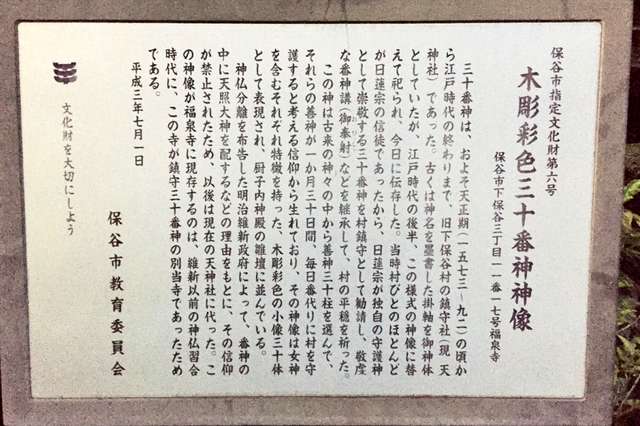 保谷市指定文化財第六号
木彫彩色三十番神神像
保谷市下保谷三丁目一一番一七号福泉寺
三十番神は、およそ天正期(一五七三~九二)の頃か
ら江戸時代の終わりまで、旧下保谷村の鎮守社(現 天
神社)であった。古くは神名を墨書した掛軸を御神体
としていたが、江戸時代の後半、この様式の神像に替
えて祀られ、今日に伝存した。当時村びとのほとんど
が日蓮宗の信徒であったから、日蓮宗が独自の守護神
として崇敬する三十番神を村鎮守として勧請し、敬虔
な番神講(御奉射)などを継承して、村の平穏を祈った。
この神は古来の神々の中から善神三十柱を選んで、
それらの善神が一か月三十日間、毎日番代りに村を守
護すると考える信仰から生れており、その神像は女神
を含むそれぞれ特徴を持った、木彫彩色の小像三十体
として表現され、厨子内神殿の雛壇に並んでいる。
神仏分離を布告した明治維新政府によって、番神の
中に天照大神を配するなどの理由をもとに、その信仰
が禁止されたため、以後は現在の天神社に代った。こ
の神像が福泉寺に現存するのは、維新以前の神仏習合
時代に、この寺が鎮守三十番神の別当寺であったため
である。
平成三年七月一日
保谷市教育委員会
文化財を大切にしよう